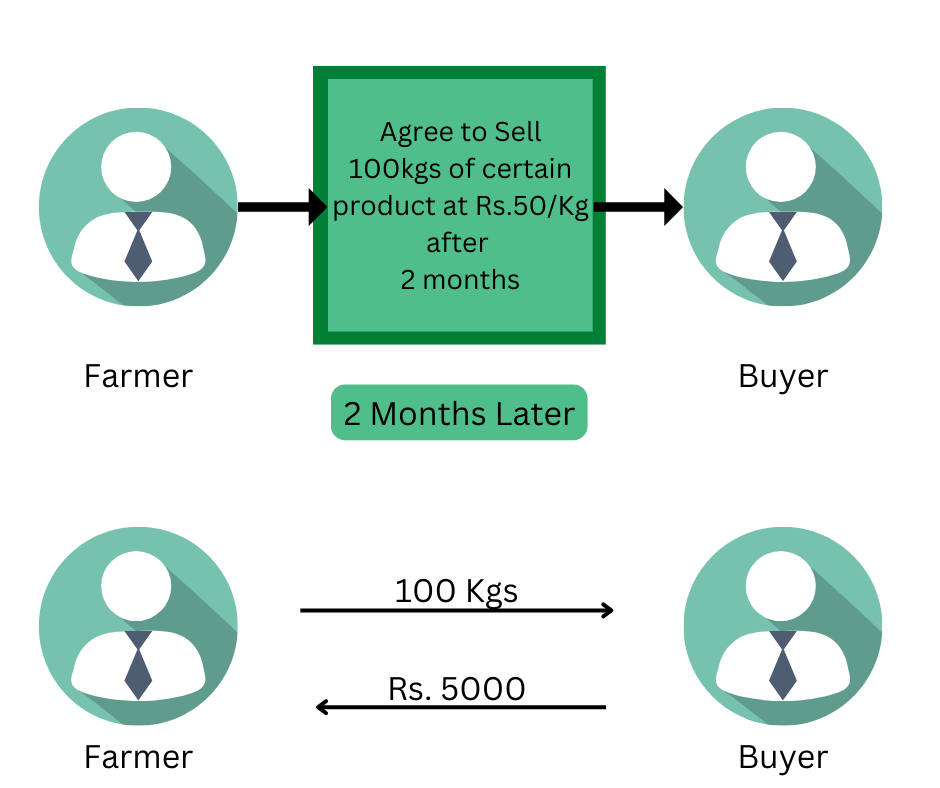 Agree to Sell
100kgs of certain
product at Rs.50/Kg
after
2 months
Farmer
Buyer
2 Months Later
100 Kgs
Rs. 5000
Farmer
Buyer